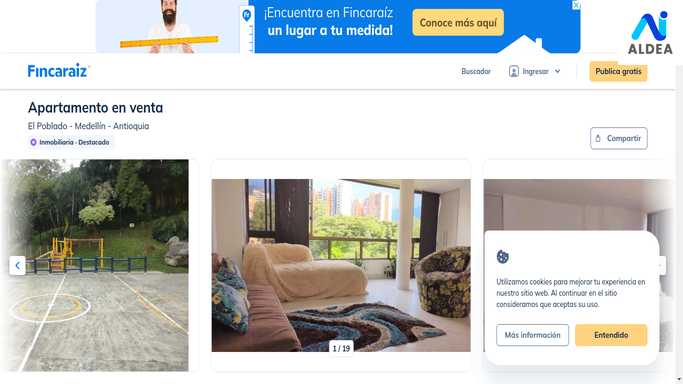 ¡Encuentra en Fincaraíz
un lugar a tu medida!
Conoce más aquí
Fr
ALDEA
Fincaraiz
Buscador
Ingresar
Publica gratis
Apartamento en venta
El Poblado - Medellín - Antioquia
Inmobiliaria - Destacado
Compartir
1 / 19
Utilizamos cookies para mejorar tu experiencia en
nuestro sitio web. Al continuar en el sitio
consideramos que aceptas su uso.
Más información
Entendido